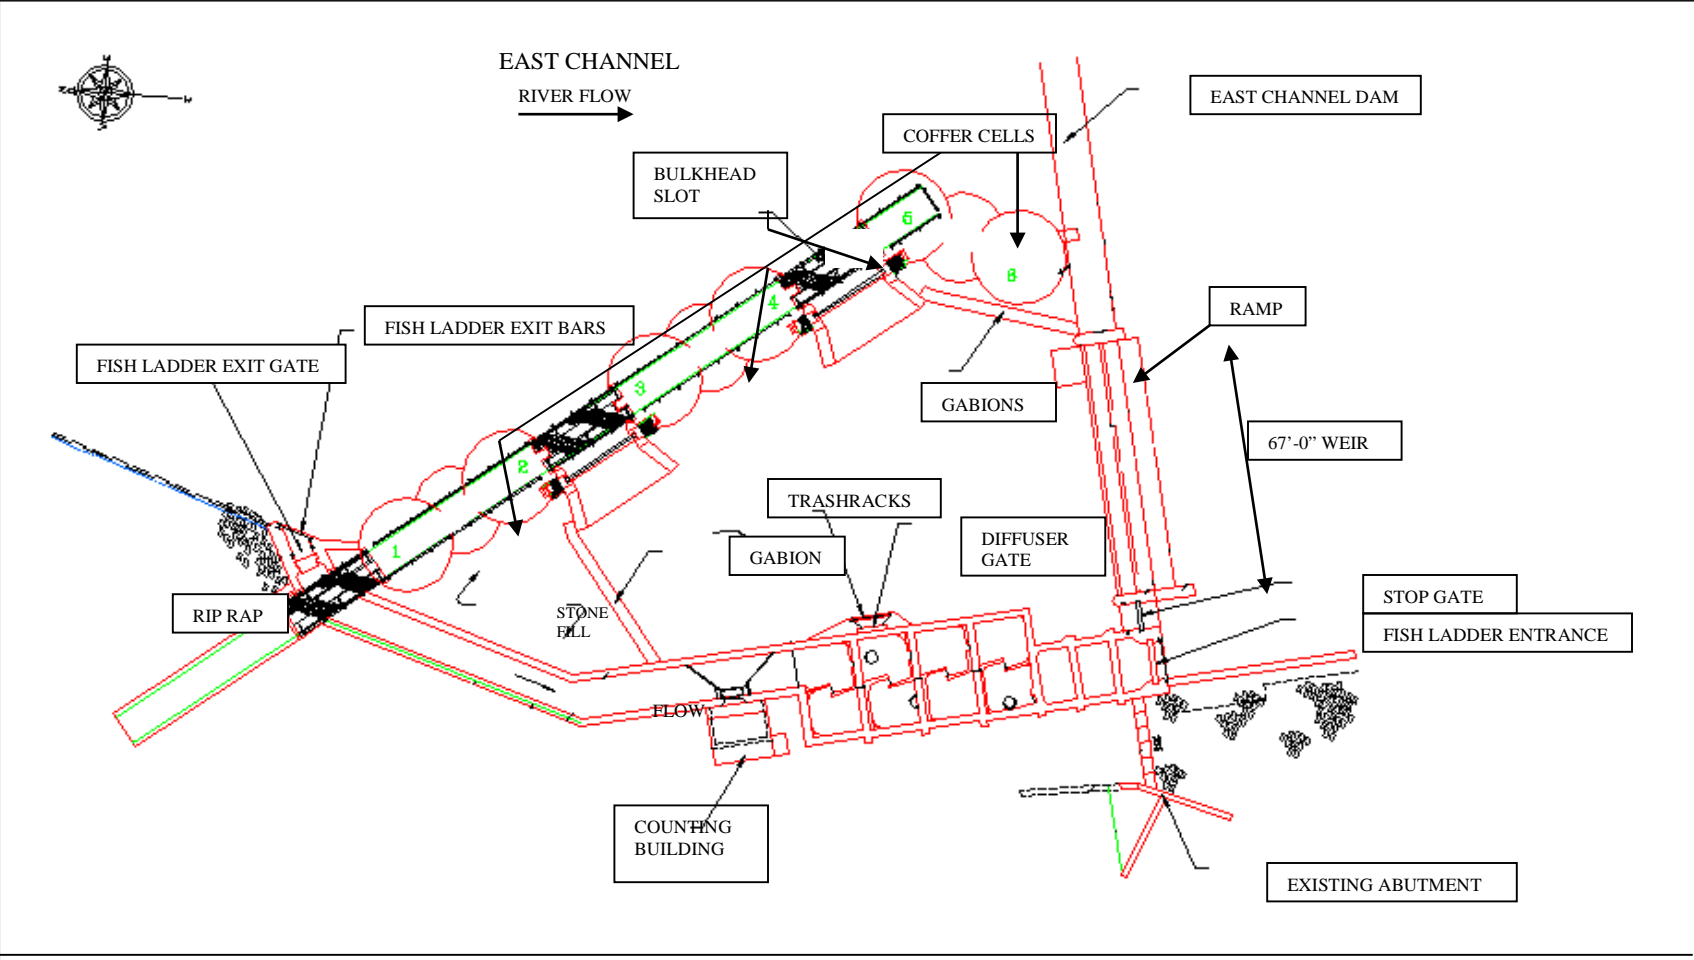 EAST CHANNEL
RIVER FLOW
EAST CHANNEL DAM
COFFER CELLS
BULKHEAD
SLOT
5
6
4
RAMP
FISH LADDER EXIT BARS
FISH LADDER EXIT GATE
3
GABIONS
67'-0” WEIR
2
TRASHRACKS
1
GABION
DIFFUSER
GATE
RIP RAP
STONE
FILL
STOP GATE
FISH LADDER ENTRANCE
FLOW
COUNTING
BUILDING
EXISTING ABUTMENT